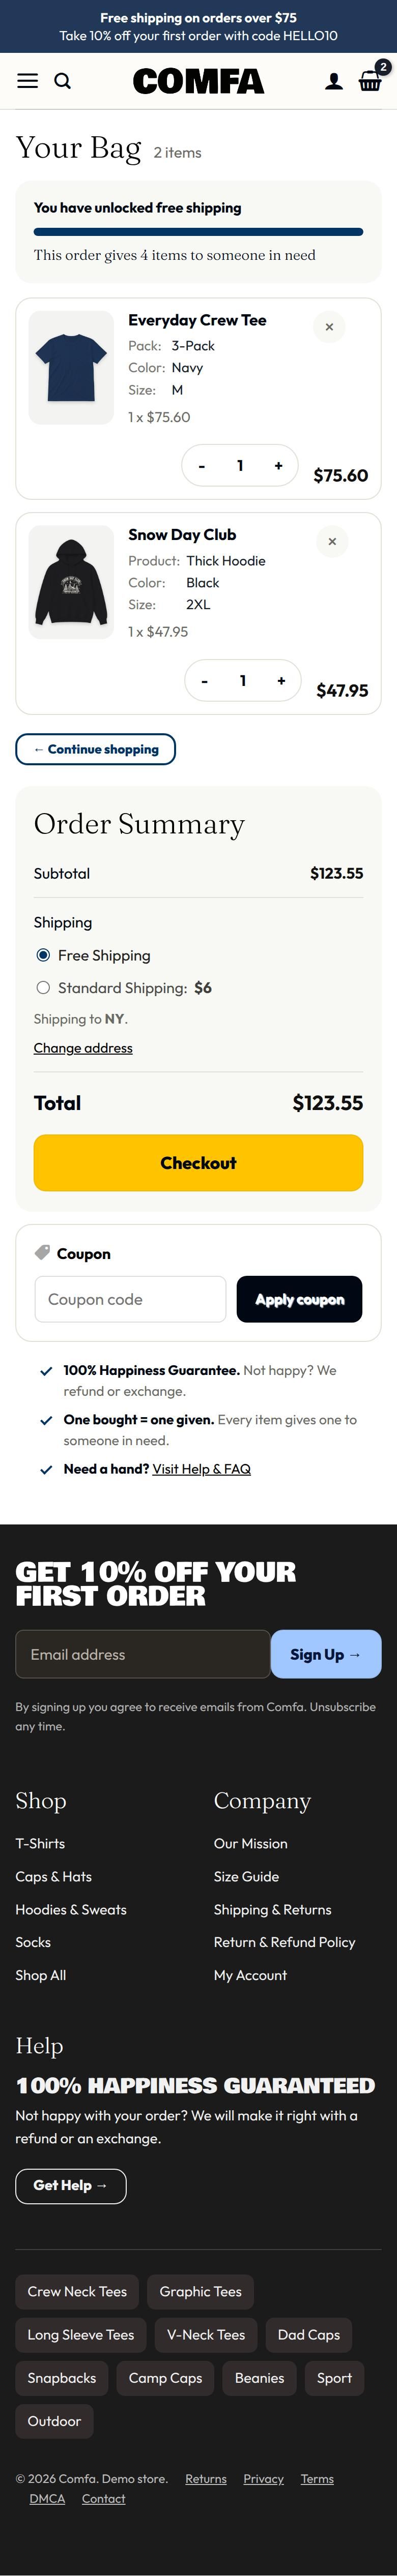 Free shipping on orders over $75
Take 10% off your first order with code HELLO10
COMFA
2
Your Bag 2 items
You have unlocked free shipping
This order gives 4 items to someone in need
Everyday Crew Tee ×
Pack: 3-Pack
Color: Navy
Size: M
1 x $75.60
- 1 + $75.60
Snow Day Club ×
Product: Thick Hoodie
Color: Black
Size: 2XL
1 x $47.95
- 1 + $47.95
← Continue shopping
Order Summary
Subtotal $123.55
Shipping
Free Shipping
Standard Shipping: $6
Shipping to NY.
Change address
Total $123.55
Checkout
Coupon
Coupon code Apply coupon
100% Happiness Guarantee. Not happy? We
refund or exchange.
One bought = one given. Every item gives one to
someone in need.
Need a hand? Visit Help & FAQ
GET 10% OFF YOUR
FIRST ORDER
Email address Sign Up →
By signing up you agree to receive emails from Comfa. Unsubscribe
any time.
Shop
T-Shirts
Caps & Hats
Hoodies & Sweats
Socks
Shop All
Company
Our Mission
Size Guide
Shipping & Returns
Return & Refund Policy
My Account
Help
100% HAPPINESS GUARANTEED
Not happy with your order? We will make it right with a
refund or an exchange.
Get Help →
Crew Neck Tees Graphic Tees
Long Sleeve Tees V-Neck Tees Dad Caps
Snapbacks Camp Caps Beanies Sport
Outdoor
© 2026 Comfa. Demo store. Returns Privacy Terms
DMCA Contact